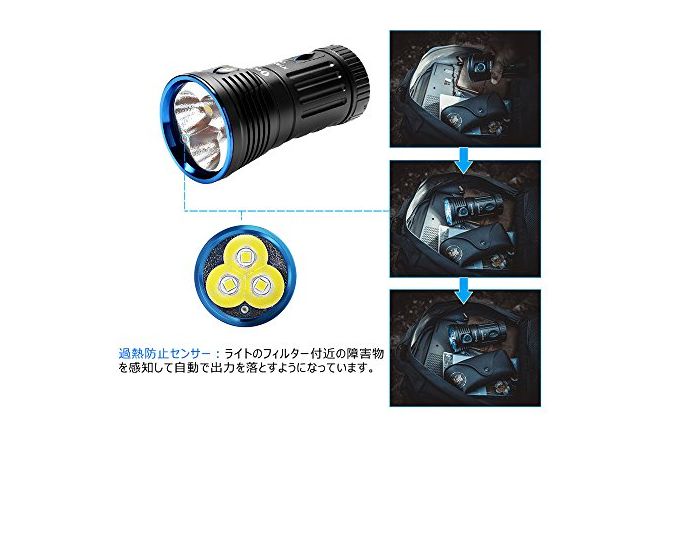 過熱防止センサー：ライトのフィルター付近の障害物
を感知して自動で出力を落とすようになっています。